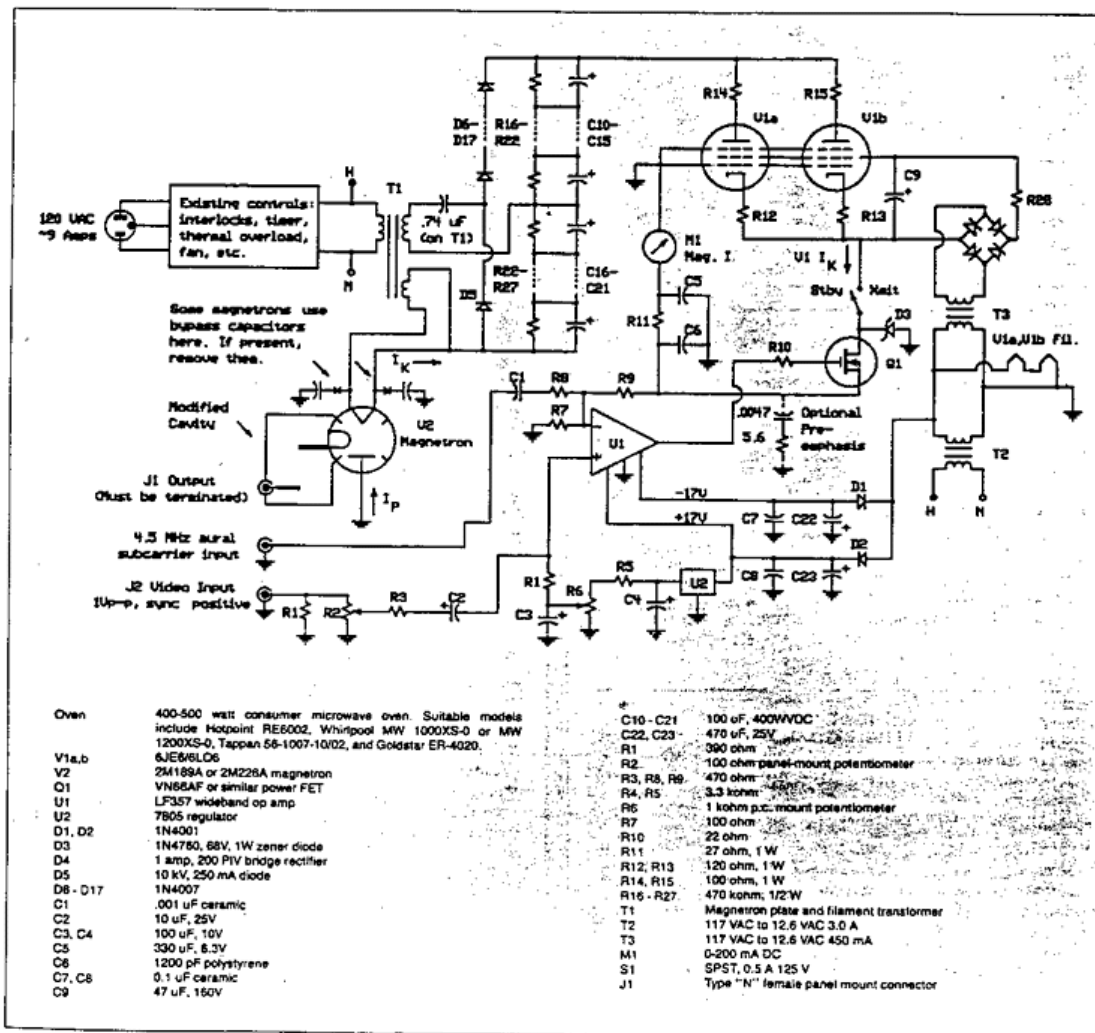 R14
R15
V1a
V1b
D6-
D17
R16-
R22
C10-
C15
C9
R28
H
T1
120 VAC
~9 Amps
Existing controls:
interlocks, timer,
thermal overload,
fan, etc.
.74 uF
(on T1)
R12
R13
M1
Mag. I.
V1 I
K
N
R22-
R27
C16-
C21
D5
C5
R11
C6
Stby
Xmit
D3
T3
V1a,V1b Fil.
Some magnetrons use
bypass capacitors
here. If present,
remove them.
I
K
R10
Q1
C1
R8
R9
R7
.0047
5.6
Optional
Pre-
emphasis
Modified
Cavity
V2
Magnetron
U1
T2
J1 Output
(Must be terminated)
I
P
-17V
D1
H
N
+17V
C7
C22
D2
4.5 MHz aural
subcarrier input
C8
C23
J2 Video Input
1Vp-p, sync positive
R1
R2
R3
C2
R1
R6
R5
C4
U2
C3
Oven 400-500 watt consumer microwave oven. Suitable models
include Hotpoint RE6002, Whirlpool MW 1000XS-0 or MW
1200XS-0, Tappan 56-1007-10/02, and Goldstar ER-4020.
V1a,b 6JE6/6LQ6
V2 2M189A or 2M226A magnetron
Q1 VN66AF or similar power FET
U1 LF357 wideband op amp
U2 7805 regulator
D1, D2 1N4001
D3 1N4760, 68V, 1W zener diode
D4 1 amp, 200 PIV bridge rectifier
D5 10 kV, 250 mA diode
D6 - D17 1N4007
C1 .001 uF ceramic
C2 10 uF, 25V
C3, C4 100 uF, 10V
C5 330 uF, 6.3V
C6 1200 pF polystyrene
C7, C8 0.1 uF ceramic
C9 47 uF, 160V
C10 - C21 100 uF, 400WVDC
C22, C23 470 uF, 25V
R1 390 ohm
R2 100 ohm panel-mount potentiometer
R3, R8, R9 470 ohm
R4, R5 3.3 kohm
R6 1 kohm p.c. mount potentiometer
R7 100 ohm
R10 22 ohm
R11 27 ohm, 1 W
R12, R13 120 ohm, 1 W
R14, R15 100 ohm, 1 W
R16 - R27 470 kohm, 1/2 W
T1 Magnetron plate and filament transformer
T2 117 VAC to 12.6 VAC 3.0 A
T3 117 VAC to 12.6 VAC 450 mA
M1 0-200 mA DC
S1 SPST, 0.5 A 125 V
J1 Type "N" female panel mount connector